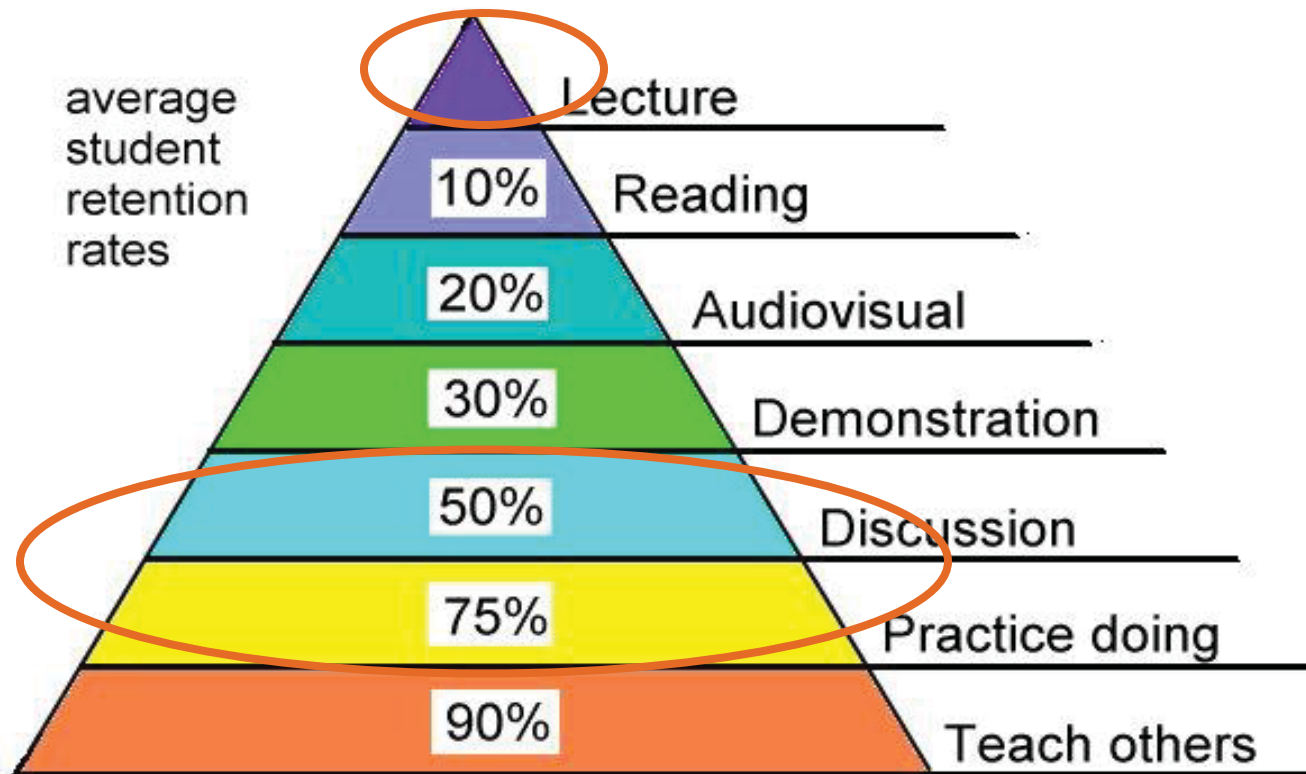 average
student
retention
rates
Lecture
10% Reading
20% Audiovisual
30% Demonstration
50% Discussion
75% Practice doing
90% Teach others